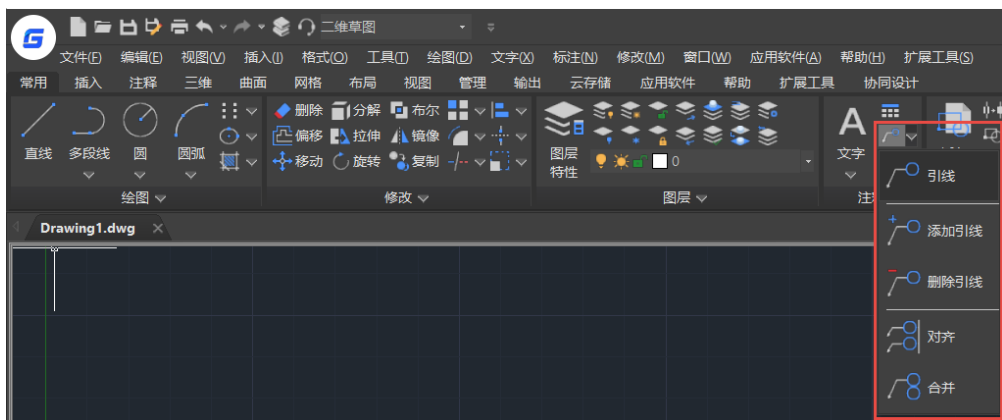 二维草图
文件(F) 编辑(E) 视图(V) 插入(I) 格式(O) 工具(T) 绘图(D) 文字(X) 标注(N) 修改(M) 窗口(W) 应用软件(A) 帮助(H) 扩展工具(S)
常用 插入 注释 三维 曲面 网格 布局 视图 管理 输出 云存储 应用软件 帮助 扩展工具 协同设计
删除 分解 布尔
偏移 拉伸 镜像
直线 多段线 圆 圆弧
移动 旋转 复制
图层
特性
0
文字
绘图 修改 图层
引线
添加引线
删除引线
对齐
合并
Drawing1.dwg